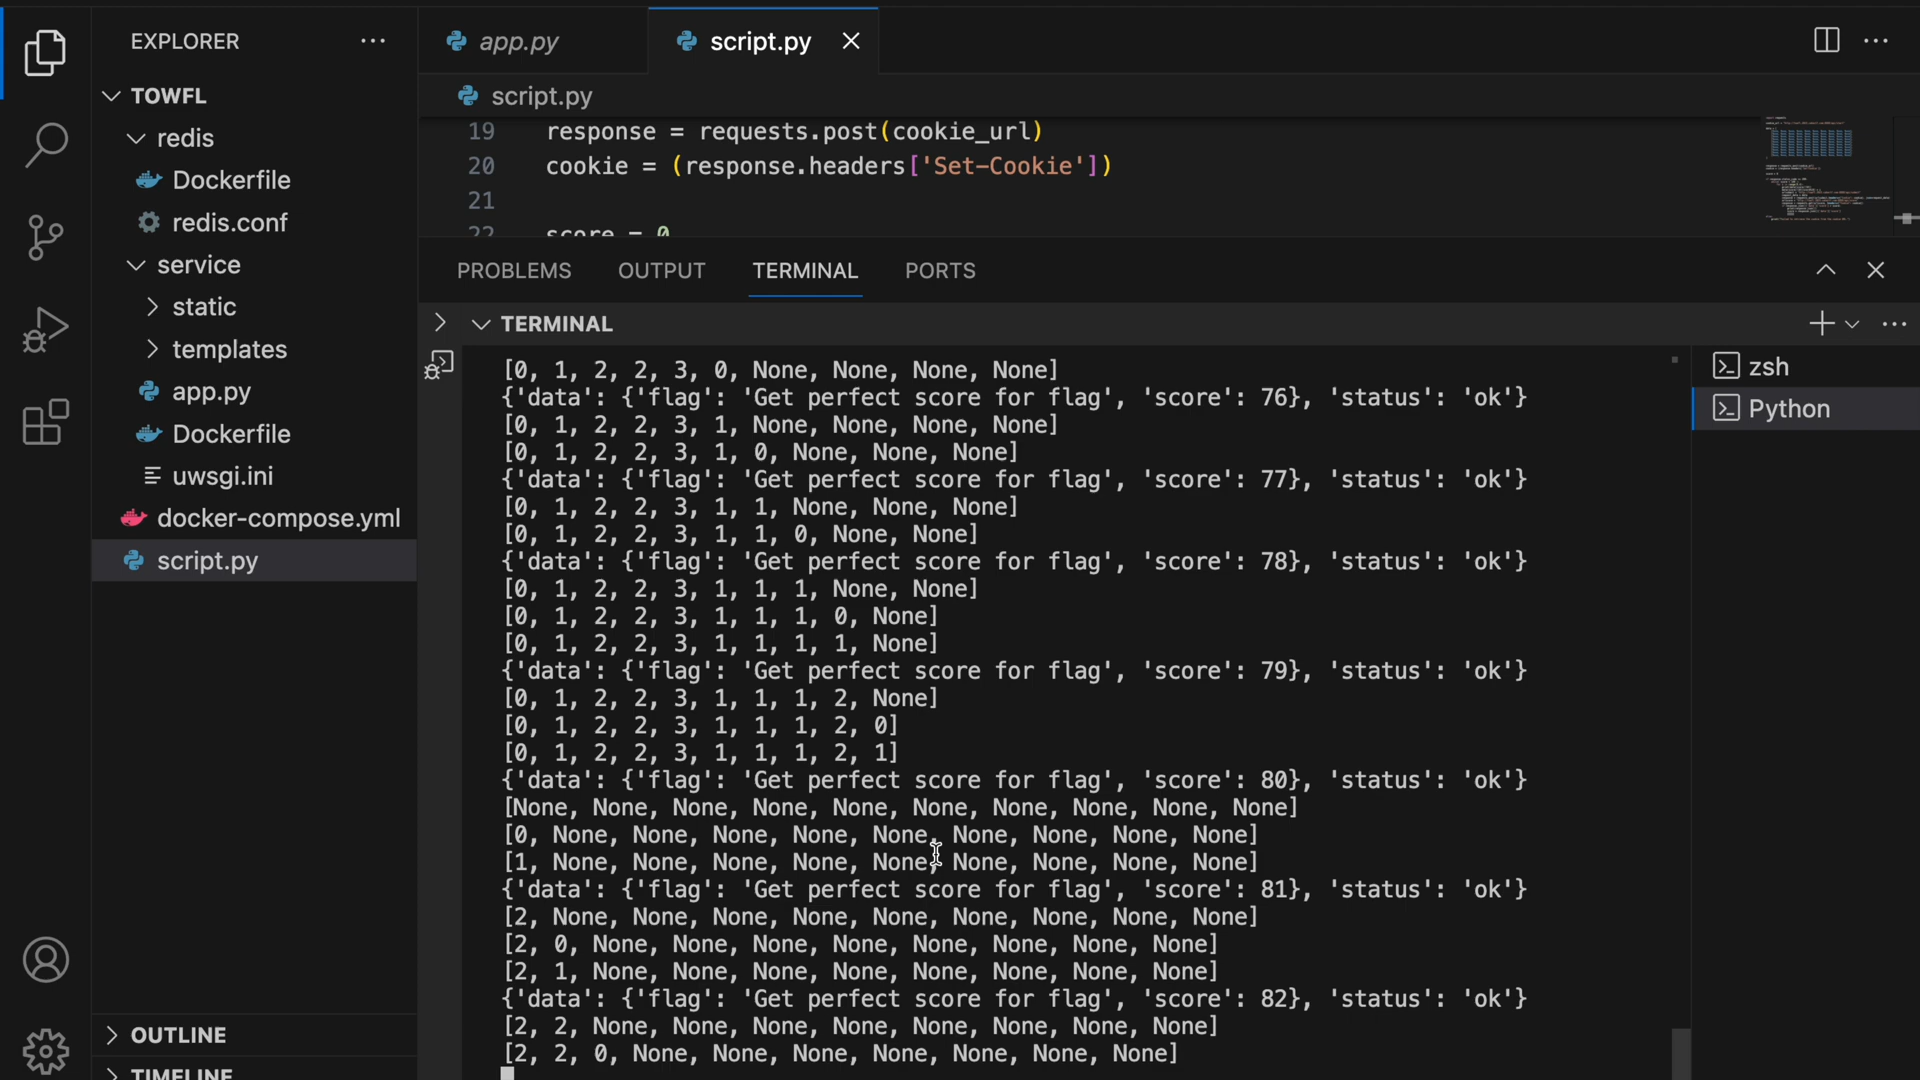 EXPLORER
TOWFL
redis
Dockerfile
redis.conf
service
static
templates
app.py
Dockerfile
uwsgi.ini
docker-compose.yml
script.py
OUTLINE
TIMELINE
app.py
script.py
script.py
19 response = requests.post(cookie_url)
20 cookie = (response.headers['Set-Cookie'])
21
22 score = 0
PROBLEMS OUTPUT TERMINAL PORTS
TERMINAL
[0, 1, 2, 2, 3, 0, None, None, None, None]
{'data': {'flag': 'Get perfect score for flag', 'score': 76}, 'status': 'ok'}
[0, 1, 2, 2, 3, 1, None, None, None, None]
[0, 1, 2, 2, 3, 1, 0, None, None, None]
{'data': {'flag': 'Get perfect score for flag', 'score': 77}, 'status': 'ok'}
[0, 1, 2, 2, 3, 1, 1, None, None, None]
[0, 1, 2, 2, 3, 1, 1, 0, None, None]
{'data': {'flag': 'Get perfect score for flag', 'score': 78}, 'status': 'ok'}
[0, 1, 2, 2, 3, 1, 1, 1, None, None]
[0, 1, 2, 2, 3, 1, 1, 1, 0, None]
[0, 1, 2, 2, 3, 1, 1, 1, 1, None]
{'data': {'flag': 'Get perfect score for flag', 'score': 79}, 'status': 'ok'}
[0, 1, 2, 2, 3, 1, 1, 1, 2, None]
[0, 1, 2, 2, 3, 1, 1, 1, 2, 0]
[0, 1, 2, 2, 3, 1, 1, 1, 2, 1]
{'data': {'flag': 'Get perfect score for flag', 'score': 80}, 'status': 'ok'}
[None, None, None, None, None, None, None, None, None, None]
[0, None, None, None, None, None, None, None, None, None]
[1, None, None, None, None, None, None, None, None, None]
{'data': {'flag': 'Get perfect score for flag', 'score': 81}, 'status': 'ok'}
[2, None, None, None, None, None, None, None, None, None]
[2, 0, None, None, None, None, None, None, None, None]
[2, 1, None, None, None, None, None, None, None, None]
{'data': {'flag': 'Get perfect score for flag', 'score': 82}, 'status': 'ok'}
[2, 2, None, None, None, None, None, None, None, None]
[2, 2, 0, None, None, None, None, None, None, None]
zsh
Python